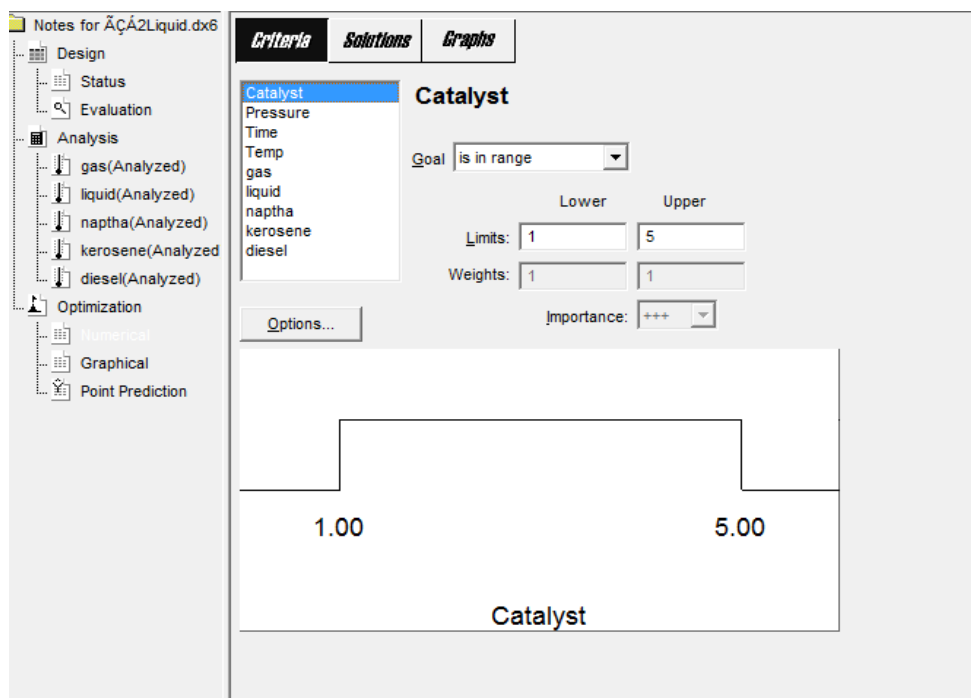 Notes for ÃÇÁ2Liquid.dx6
Design
Status
Evaluation
Analysis
gas(Analyzed)
liquid(Analyzed)
naptha(Analyzed)
kerosene(Analyzed
diesel(Analyzed)
Optimization
Numerical
Graphical
Point Prediction
Criteria Solutions Graphs
Catalyst
Pressure
Time
Temp
gas
liquid
naptha
kerosene
diesel
Catalyst
Goal is in range
Lower Upper
Limits: 1 5
Weights: 1 1
Importance: +++
Options...
1.00 5.00
Catalyst